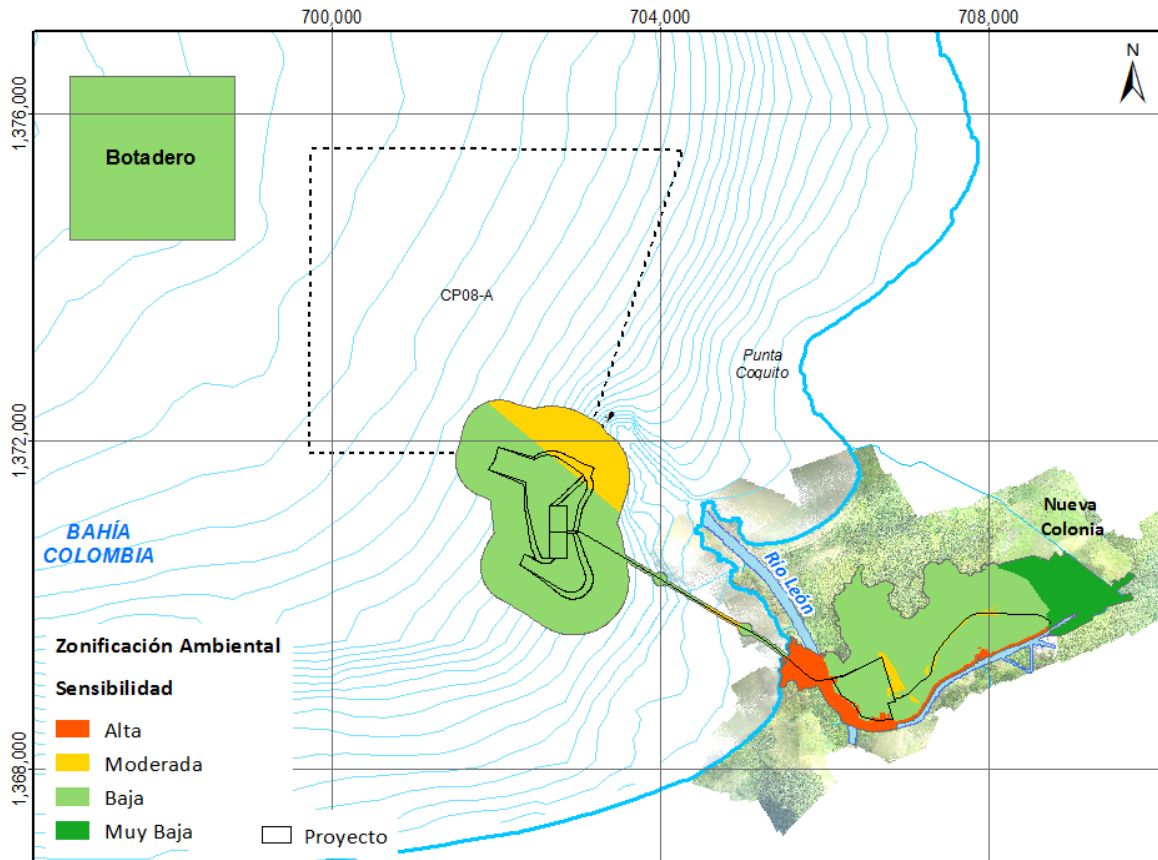 700,000
704,000
708,000
N
1,376,000
Botadero
CP08-A
Punta
Coquito
1,372,000
Nueva
Colonia
BAHÍA
COLOMBIA
Río León
Zonificación Ambiental
Sensibilidad
Alta
Moderada
1,368,000
Baja
Muy Baja
Proyecto